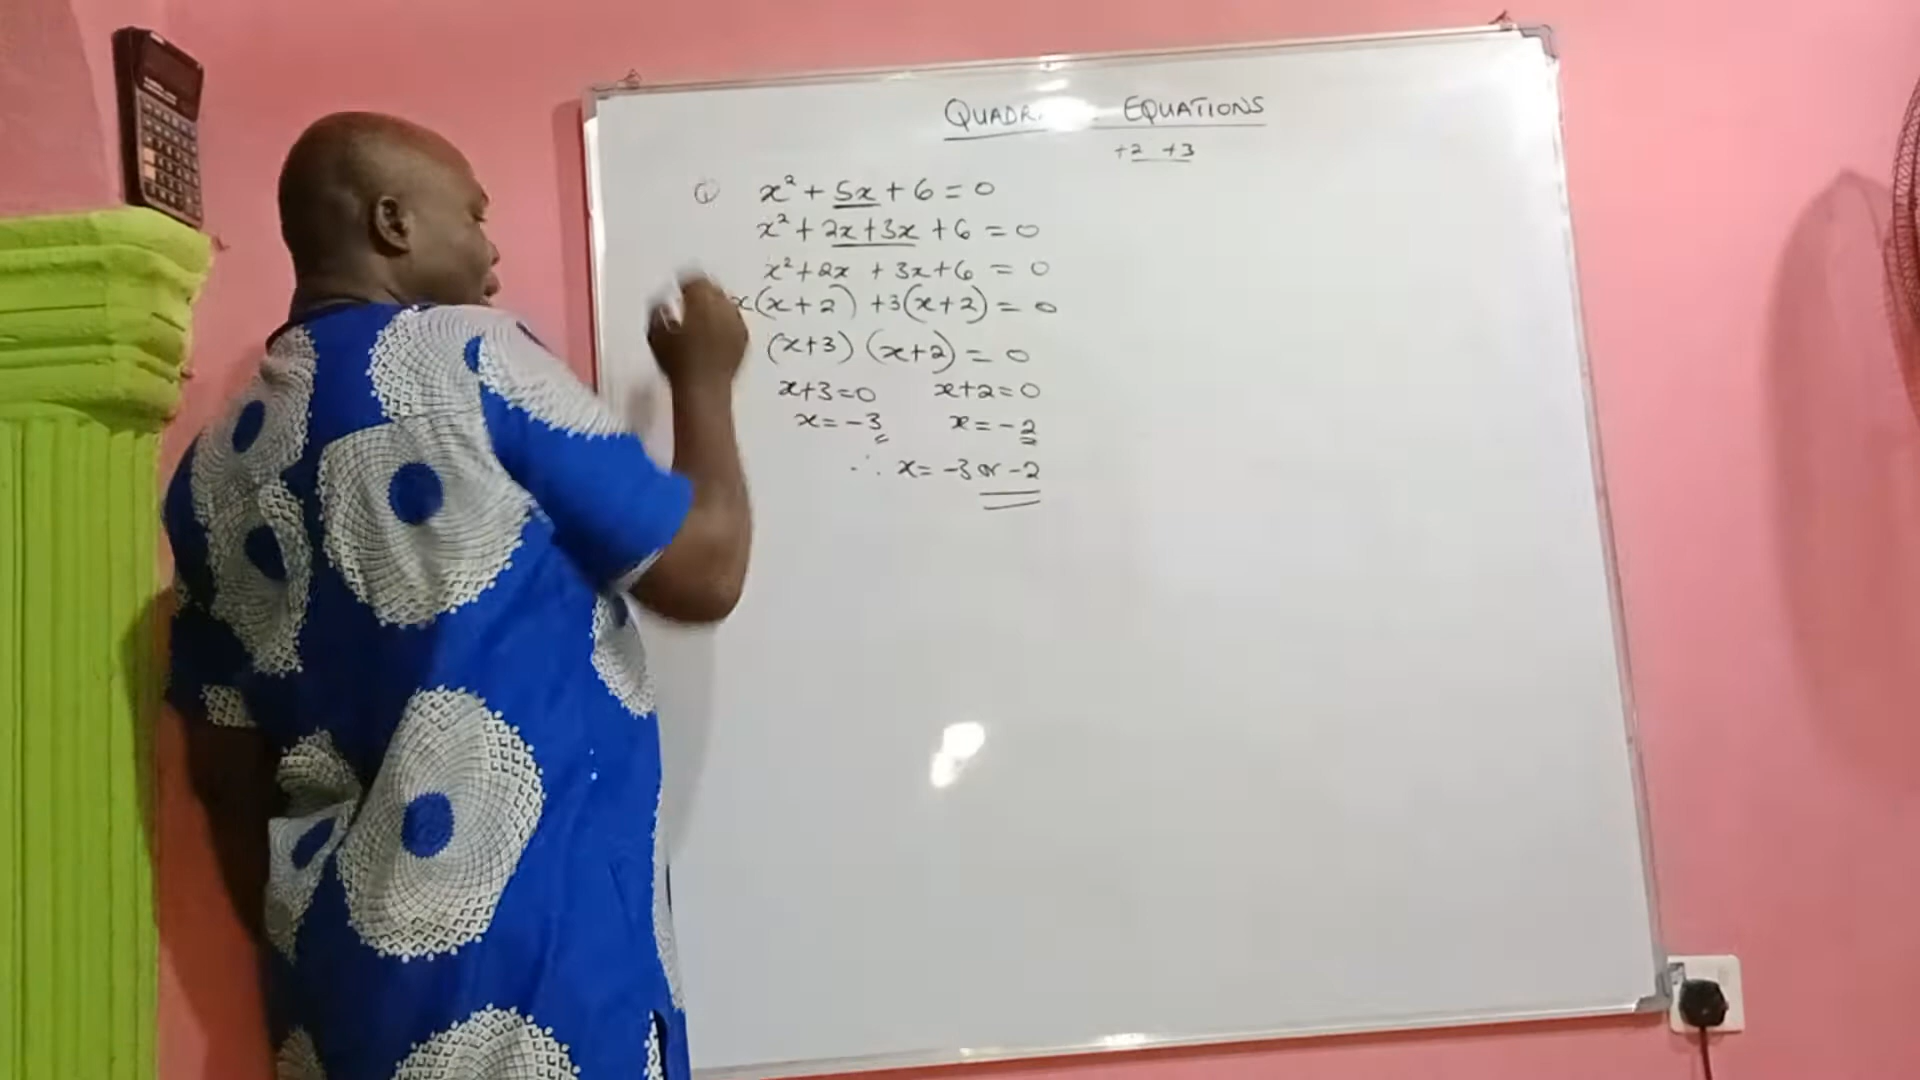 EQUATIONS
+2 +3
① x² + 5x + 6 = 0
x² + 2x + 3x + 6 = 0
x² + 2x + 3x + 6 = 0
x(x + 2) + 3(x + 2) = 0
(x + 3) (x + 2) = 0
x + 3 = 0 x + 2 = 0
x = -3 x = -2
∴ x = -3 or -2